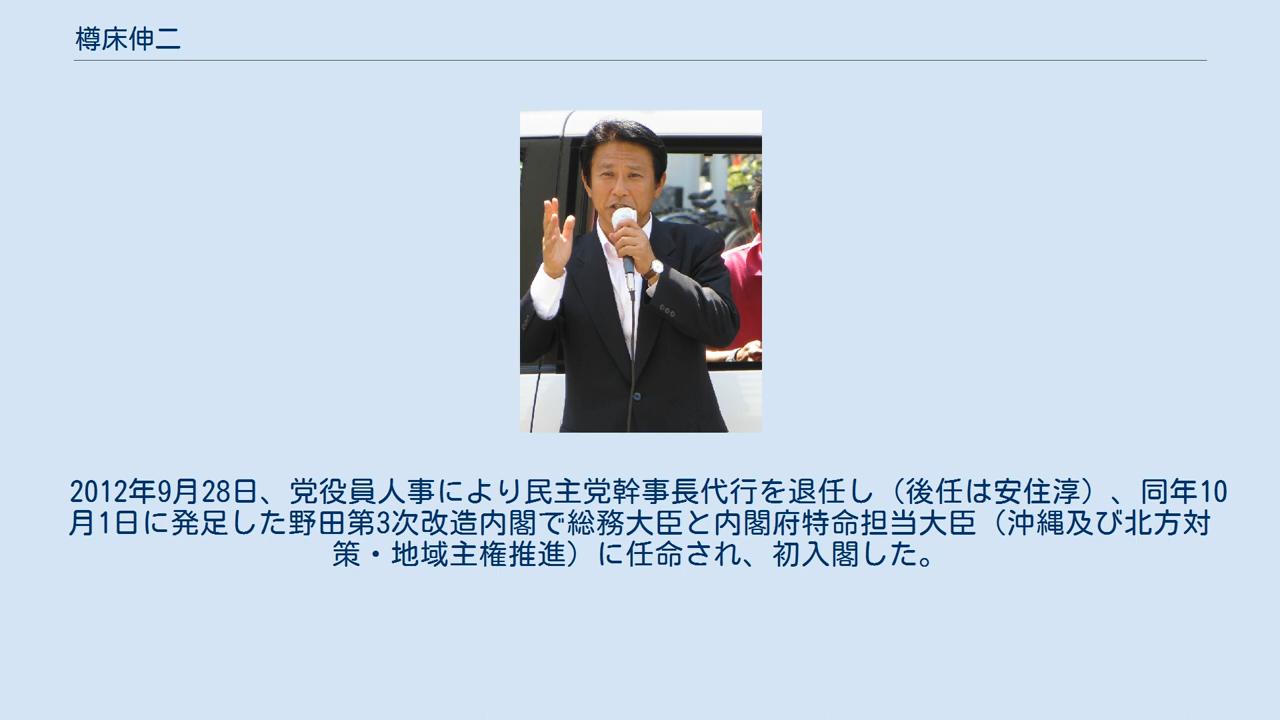 樽床伸二
2012年9月28日、党役員人事により民主党幹事長代行を退任し（後任は安住淳）、同年10
月1日に発足した野田第3次改造内閣で総務大臣と内閣府特命担当大臣（沖縄及び北方対
策・地域主権推進）に任命され、初入閣した。